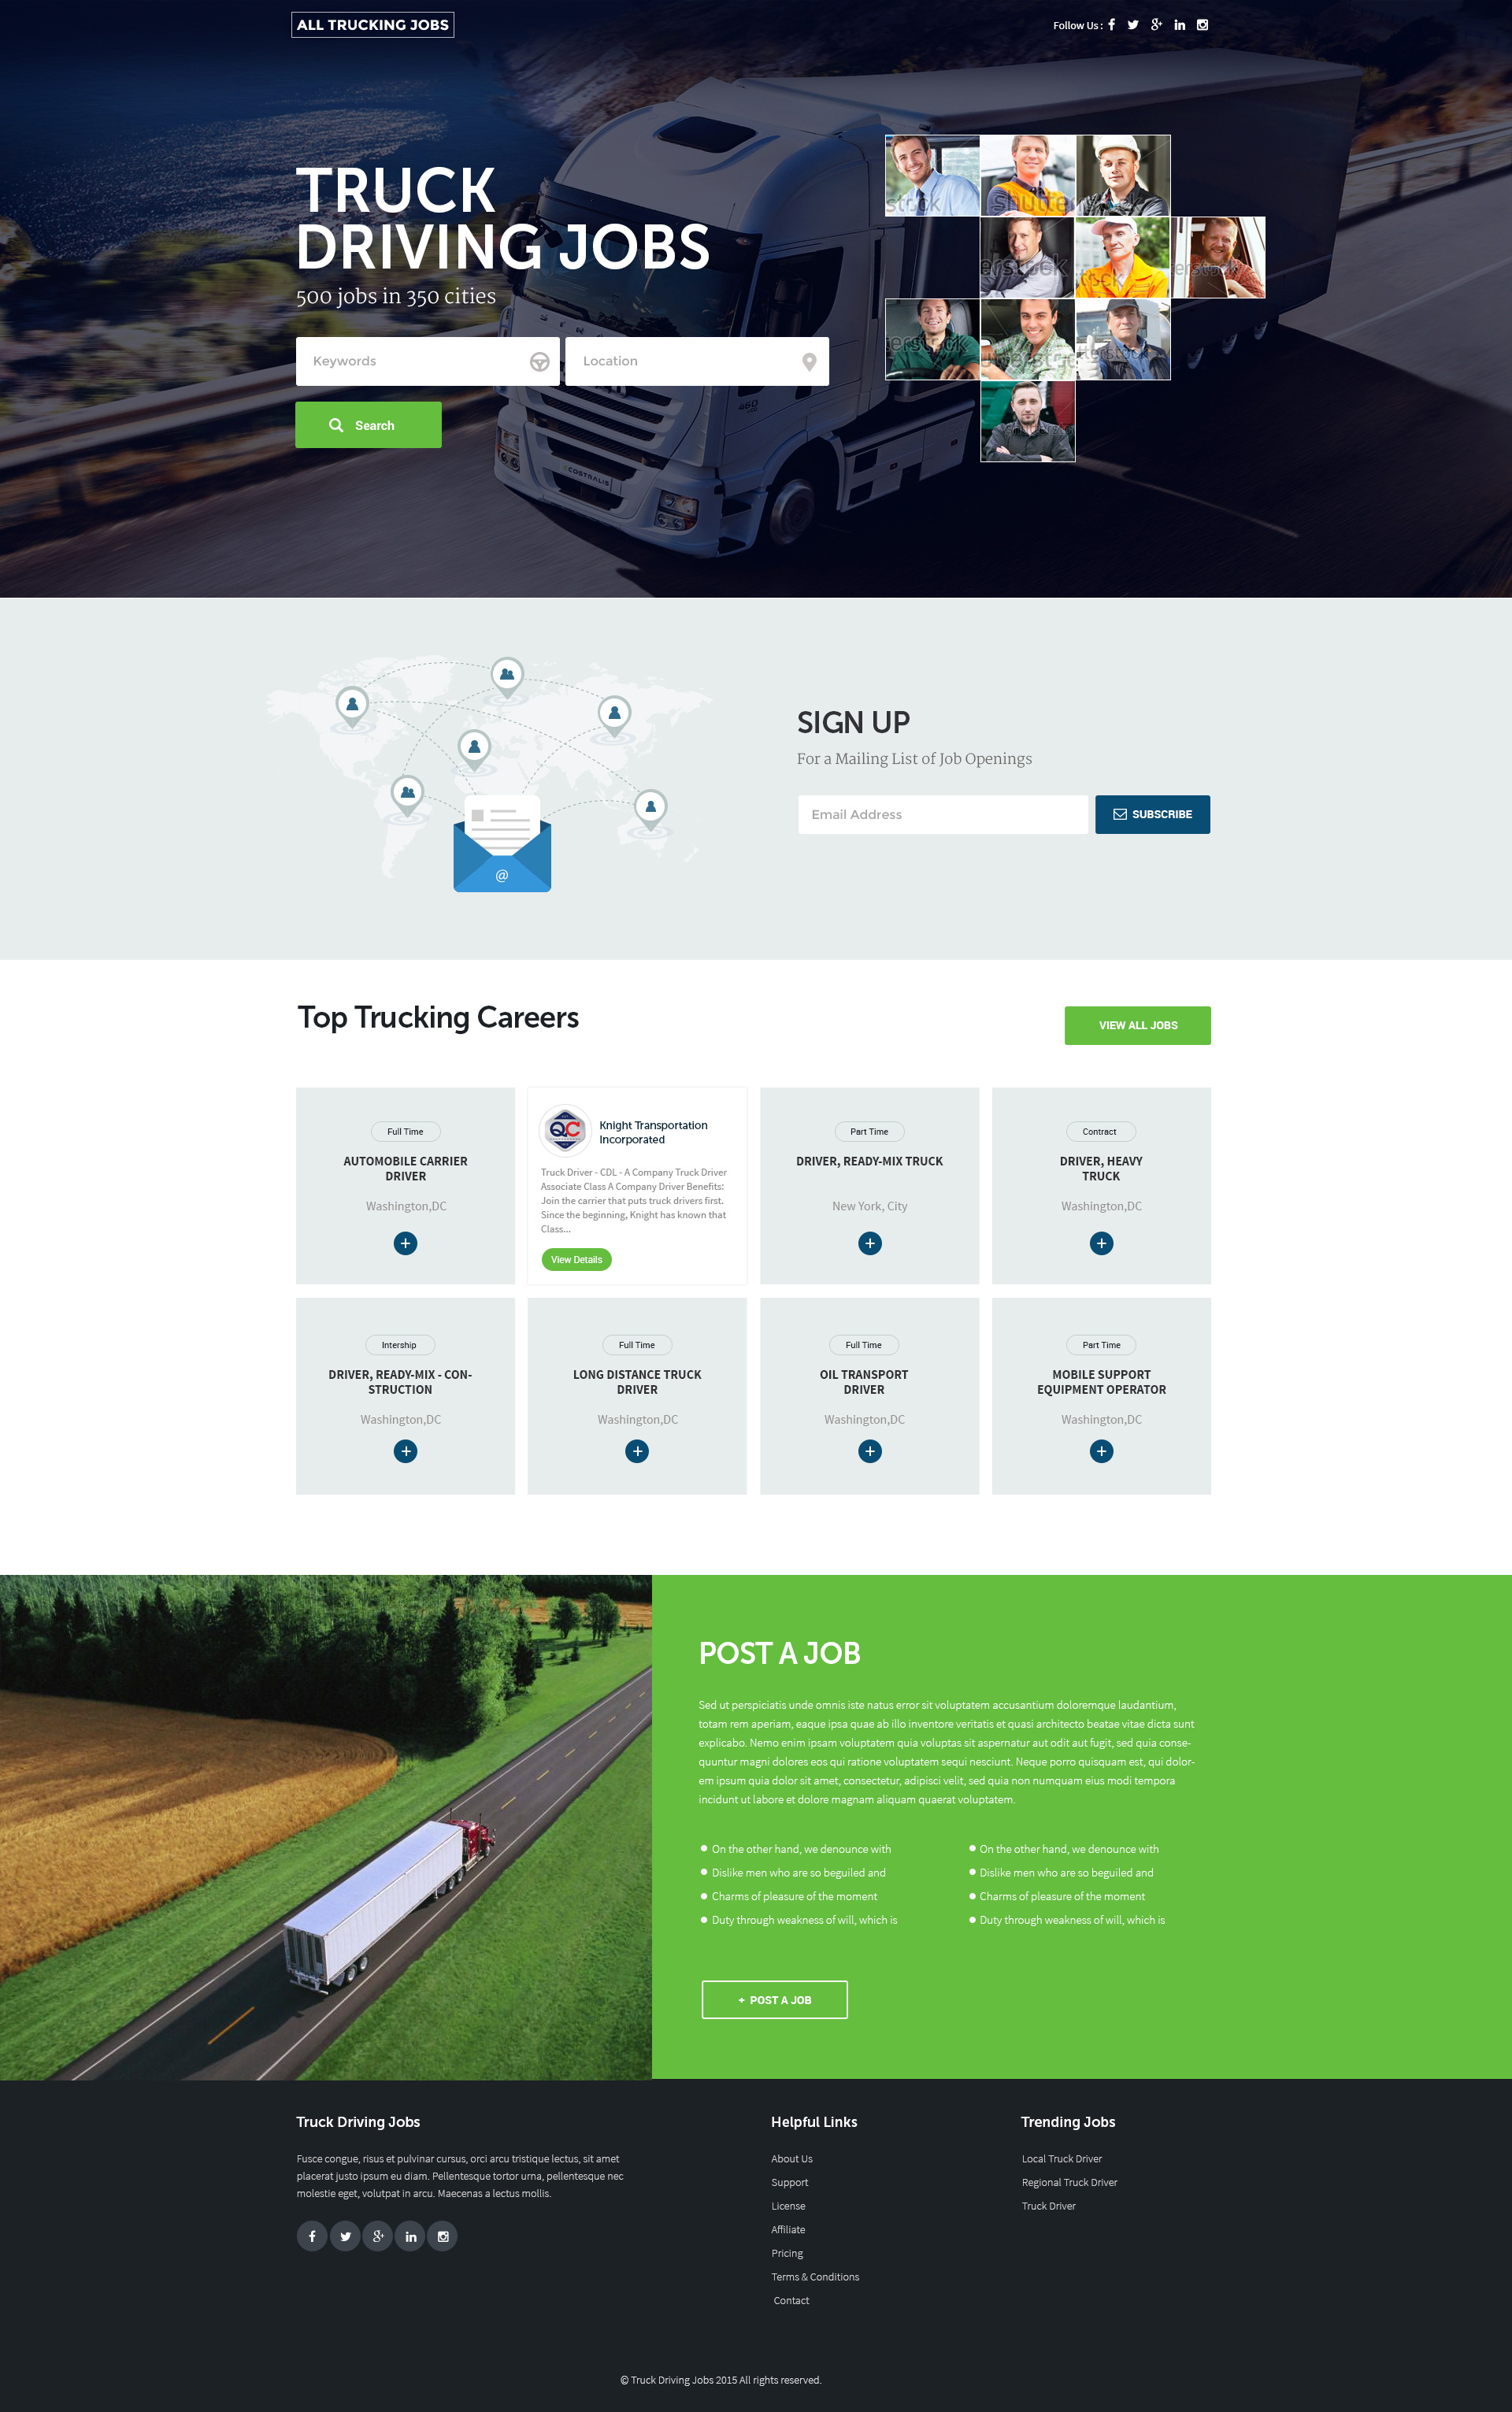 ALL TRUCKING JOBS
Follow Us :
TRUCK
DRIVING JOBS
500 jobs in 350 cities
Keywords
Location
Search
SIGN UP
For a Mailing List of Job Openings
Email Address
SUBSCRIBE
@
Top Trucking Careers
VIEW ALL JOBS
Full Time
AUTOMOBILE CARRIER
DRIVER
Washington,DC
+
QC
Knight Transportation
Incorporated
Truck Driver - CDL - A Company Truck Driver
Associate Class A Company Driver Benefits:
Join the carrier that puts truck drivers first.
Since the beginning, Knight has known that
Class...
View Details
Part Time
DRIVER, READY-MIX TRUCK
New York, City
+
Contract
DRIVER, HEAVY
TRUCK
Washington,DC
+
Intership
DRIVER, READY-MIX - CON-
STRUCTION
Washington,DC
+
Full Time
LONG DISTANCE TRUCK
DRIVER
Washington,DC
+
Full Time
OIL TRANSPORT
DRIVER
Washington,DC
+
Part Time
MOBILE SUPPORT
EQUIPMENT OPERATOR
Washington,DC
+
POST A JOB
Sed ut perspiciatis unde omnis iste natus error sit voluptatem accusantium doloremque laudantium,
totam rem aperiam, eaque ipsa quae ab illo inventore veritatis et quasi architecto beatae vitae dicta sunt
explicabo. Nemo enim ipsam voluptatem quia voluptas sit aspernatur aut odit aut fugit, sed quia conse-
quuntur magni dolores eos qui ratione voluptatem sequi nesciunt. Neque porro quisquam est, qui dolor-
em ipsum quia dolor sit amet, consectetur, adipisci velit, sed quia non numquam eius modi tempora
incidunt ut labore et dolore magnam aliquam quaerat voluptatem.
On the other hand, we denounce with
Dislike men who are so beguiled and
Charms of pleasure of the moment
Duty through weakness of will, which is
On the other hand, we denounce with
Dislike men who are so beguiled and
Charms of pleasure of the moment
Duty through weakness of will, which is
+ POST A JOB
Truck Driving Jobs
Fusce congue, risus et pulvinar cursus, orci arcu tristique lectus, sit amet
placerat justo ipsum eu diam. Pellentesque tortor urna, pellentesque nec
molestie eget, volutpat in arcu. Maecenas a lectus mollis.
Helpful Links
About Us
Support
License
Affiliate
Pricing
Terms & Conditions
Contact
Trending Jobs
Local Truck Driver
Regional Truck Driver
Truck Driver
© Truck Driving Jobs 2015 All rights reserved.